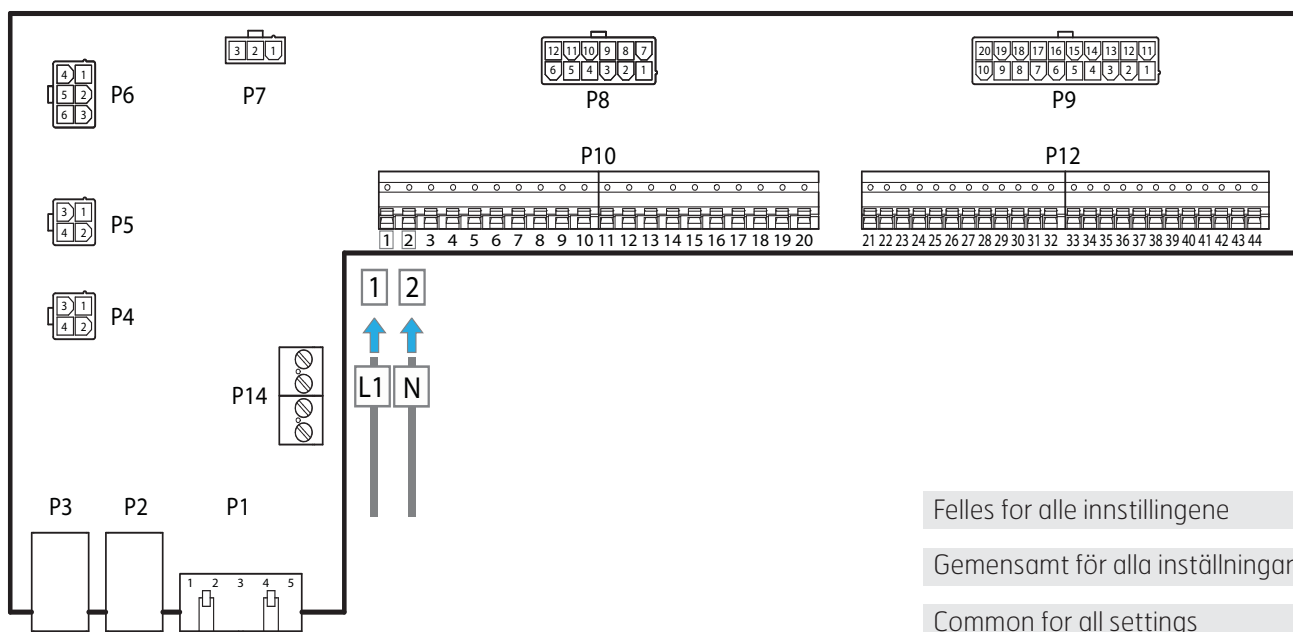 3 2 1
P7
12 11 10 9 8 7
6 5 4 3 2 1
P8
20 19 18 17 16 15 14 13 12 11
10 9 8 7 6 5 4 3 2 1
P9
4 1
5 2
6 3
P6
P10
P12
3 1
4 2
P5
1 2 3 4 5 6 7 8 9 10 11 12 13 14 15 16 17 18 19 20
21 22 23 24 25 26 27 28 29 30 31 32 33 34 35 36 37 38 39 40 41 42 43 44
3 1
4 2
P4
1 2
L1 N
P14
P3 P2 P1
1 2 3 4 5
Felles for alle innstillingene
Gemensamt för alla inställningar
Common for all settings